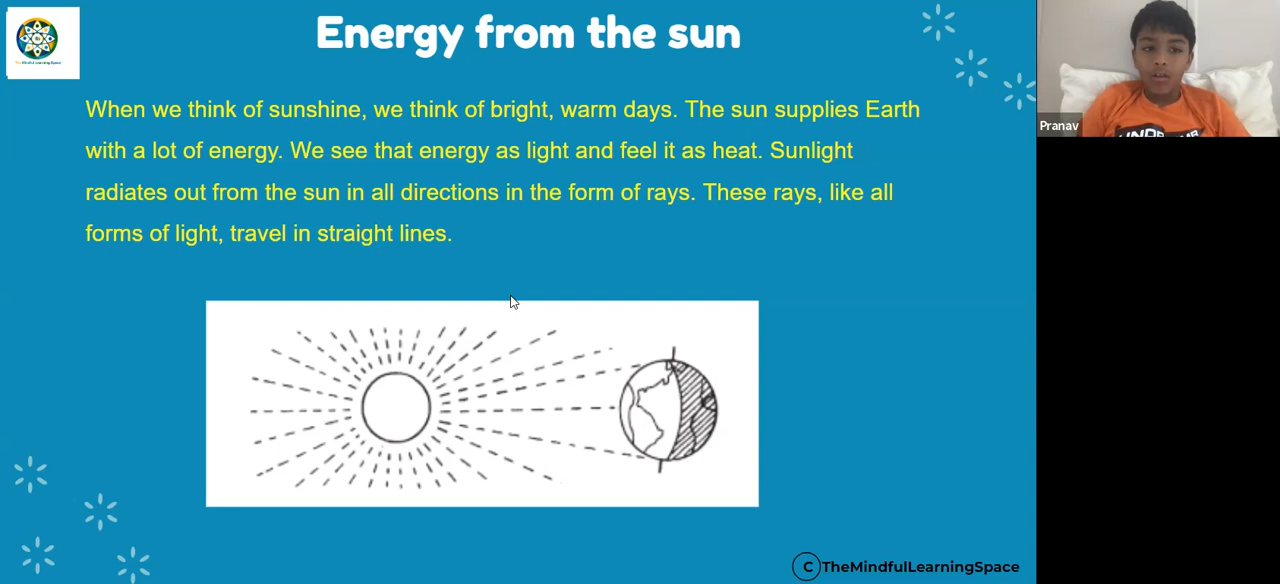 Energy from the sun
When we think of sunshine, we think of bright, warm days. The sun supplies Earth
with a lot of energy. We see that energy as light and feel it as heat. Sunlight
radiates out from the sun in all directions in the form of rays. These rays, like all
forms of light, travel in straight lines.
Pranav
C TheMindfulLearningSpace